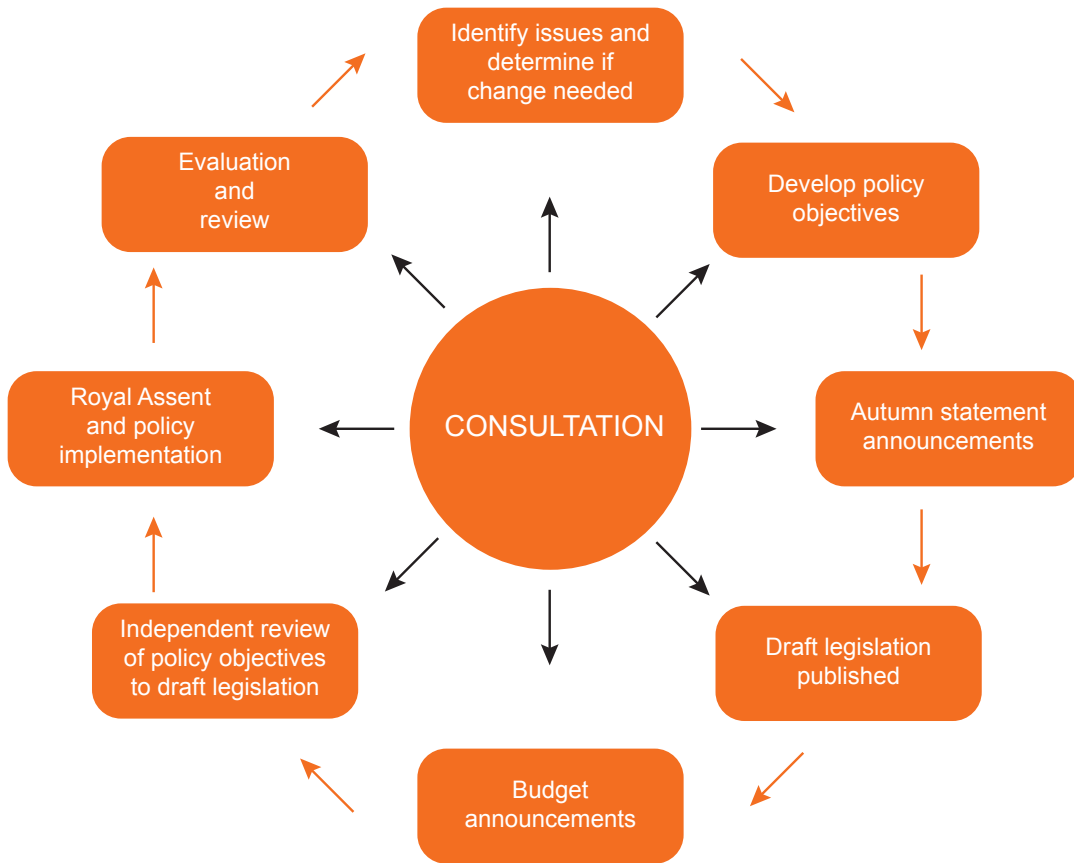 Identify issues and
determine if
change needed
Develop policy
objectives
Autumn statement
announcements
Draft legislation
published
Budget
announcements
Independent review
of policy objectives
to draft legislation
Royal Assent
and policy
implementation
Evaluation
and
review
CONSULTATION